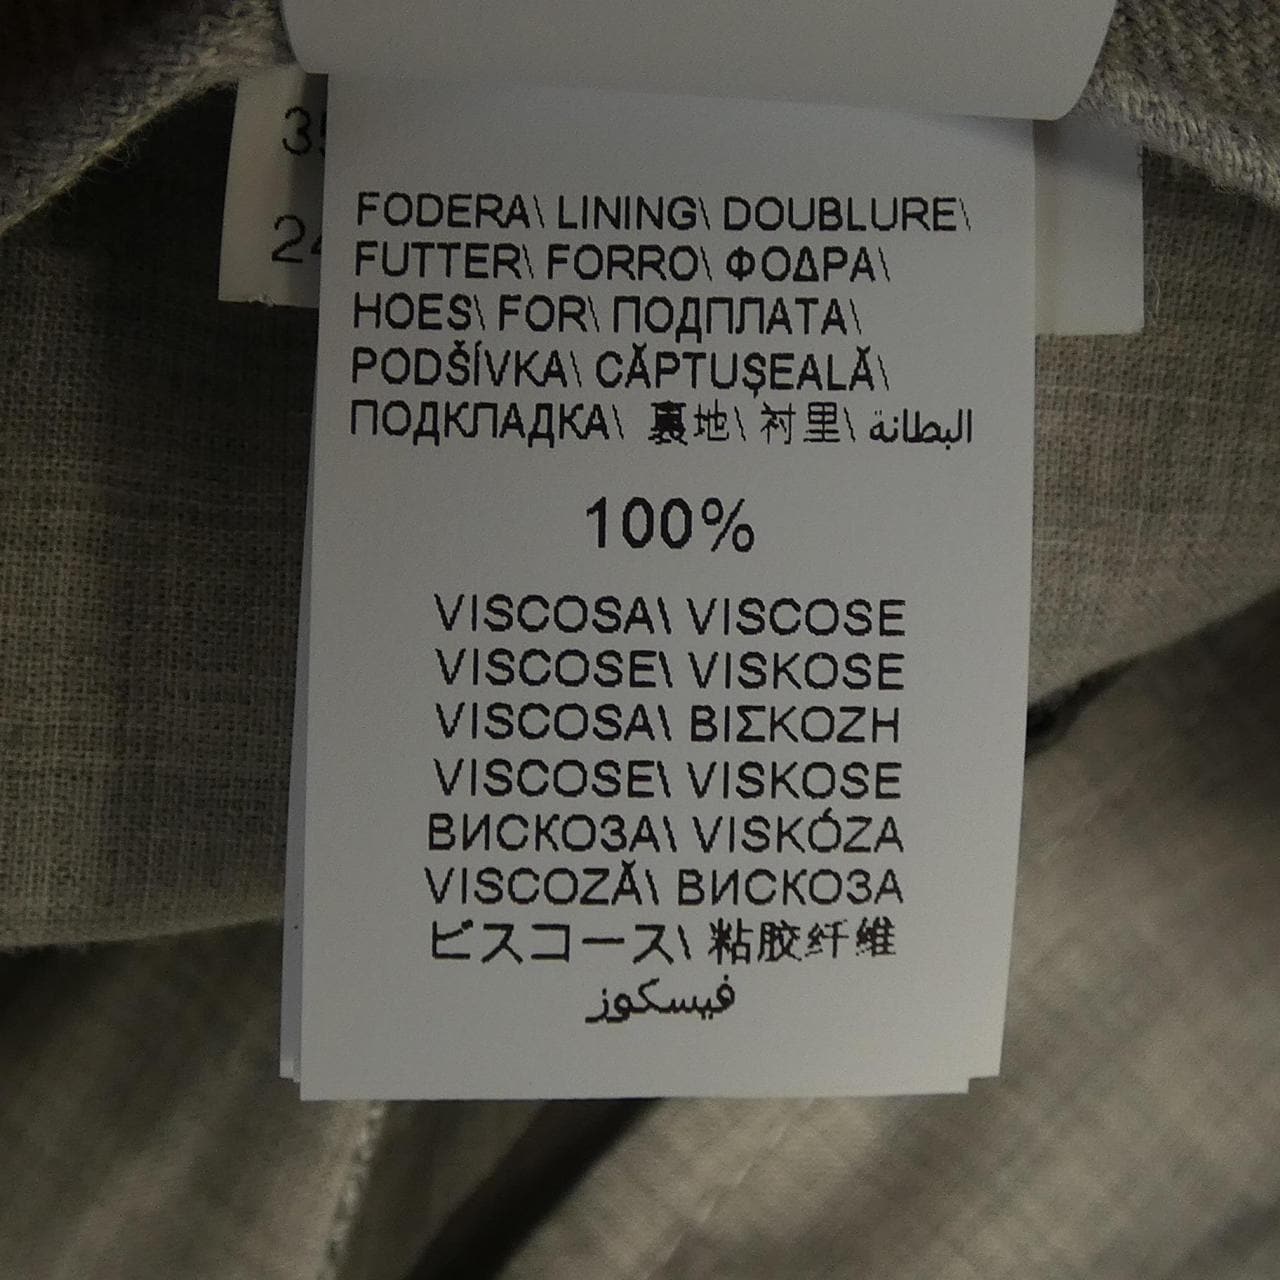 FODERA\ LINING\ DOUBLURE\
FUTTER\ FORRO\ ΦΟΔΡΑ\
HOES\ FOR\ ПОДПЛАТА\
PODŠÍVKA\ CĂPTUŞEALĂ\
ПОДКЛАДКА\ 裏地\ 衬里\ البطانة
100%
VISCOSA\ VISCOSE
VISCOSE\ VISKOSE
VISCOSA\ ΒΙΣΚΟΖΗ
VISCOSE\ VISKOSE
ВИСКОЗА\ VISKÓZA
VISCOZĂ\ ВИСКОЗА
ビスコース\ 粘胶纤维
فيسكوز